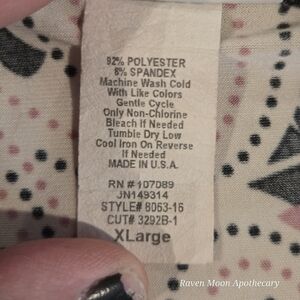 92% POLYESTER
8% SPANDEX
Machine Wash Cold
With Like Colors
Gentle Cycle
Only Non-Chlorine
Bleach If Needed
Tumble Dry Low
Cool Iron On Reverse
If Needed
MADE IN U.S.A.
RN # 107089
JN149314
STYLE# 8053-16
CUT# 3292B-1
XLarge
Raven Moon Apothecary